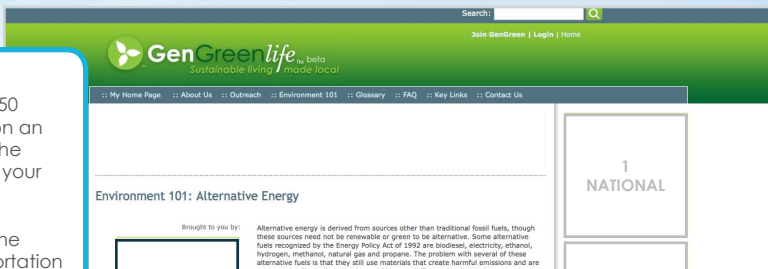 Search:
Join GenGreen | Login | Home
GenGreenlife TM beta
Sustainable living made local
:: My Home Page :: About Us :: Outreach :: Environment 101 :: Glossary :: FAQ :: Key Links :: Contact Us
50
on an
he
your
ne
ortation
1
NATIONAL
Environment 101: Alternative Energy
Brought to you by:
Alternative energy is derived from sources other than traditional fossil fuels, though
these sources need not be renewable or green to be alternative. Some alternative
fuels recognized by the Energy Policy Act of 1992 are biodiesel, electricity, ethanol,
hydrogen, methanol, natural gas and propane. The problem with several of these
alternative fuels is that they still use materials that create harmful emissions and are